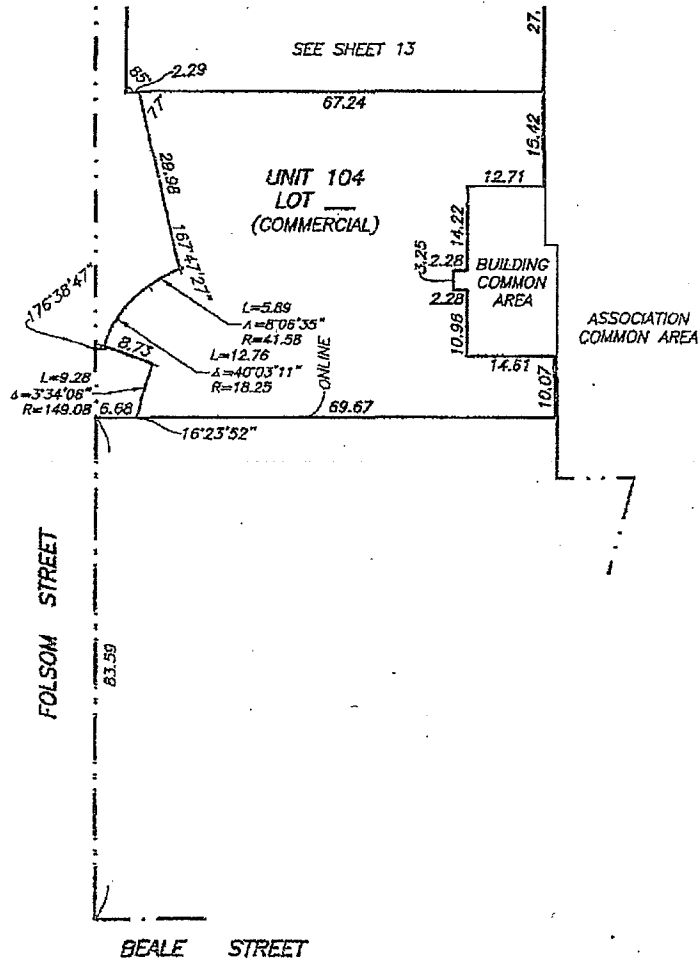 27.
SEE SHEET 13
85'
2.29
77'
67.24
15.42
28.98
UNIT 104
LOT
(COMMERCIAL)
12.71
14.22
3.25
2.28
BUILDING
COMMON
AREA
2.28
167°47'27"
176°38'47"
ASSOCIATION
COMMON AREA
L=5.89
Δ=8°06'35"
R=41.58
8.73
L=12.76
Δ=40°03'11"
R=18.25
ONLINE
10.98
14.61
10.07
L=9.28
Δ=3°34'06"
R=149.08'
6.68
69.67
16°23'52"
FOLSOM STREET
83.59
BEALE STREET